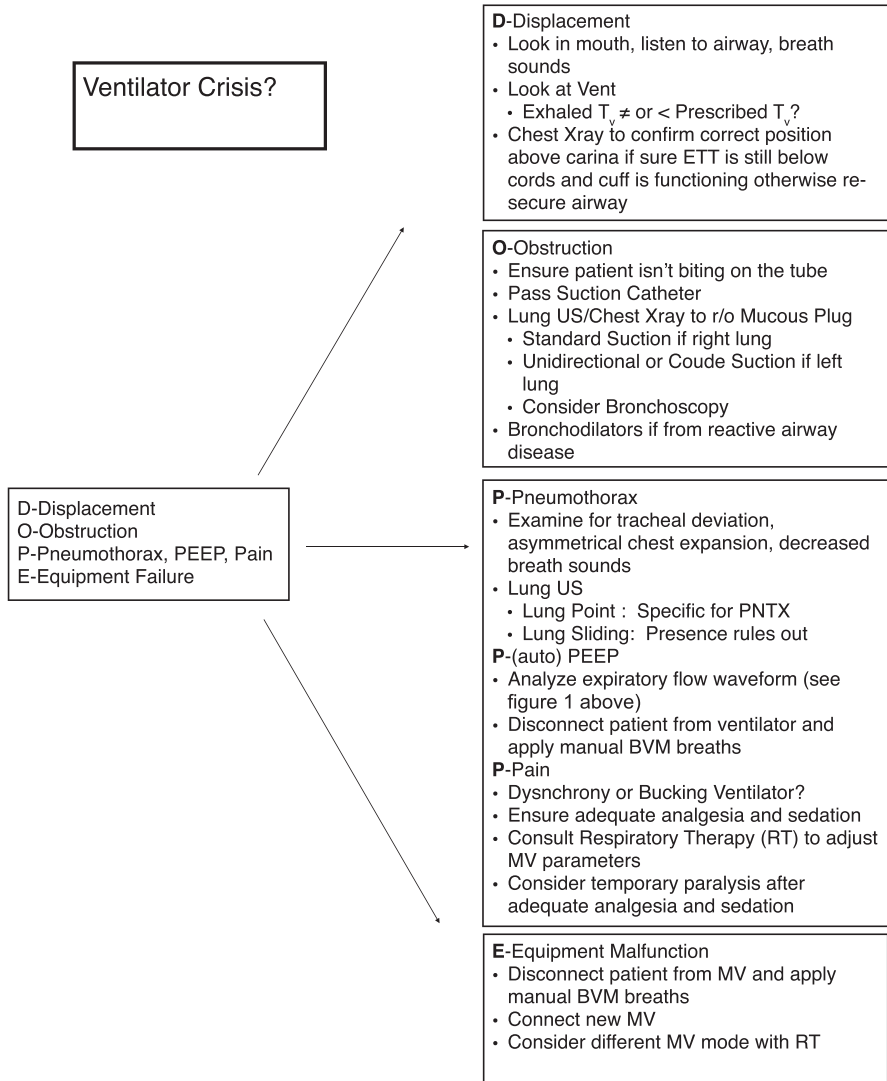 Ventilator Crisis?
D-Displacement
O-Obstruction
P-Pneumothorax, PEEP, Pain
E-Equipment Failure
D-Displacement
• Look in mouth, listen to airway, breath
sounds
• Look at Vent
• Exhaled Tv ≠ or < Prescribed Tv?
• Chest Xray to confirm correct position
above carina if sure ETT is still below
cords and cuff is functioning otherwise re-
secure airway
O-Obstruction
• Ensure patient isn’t biting on the tube
• Pass Suction Catheter
• Lung US/Chest Xray to r/o Mucous Plug
• Standard Suction if right lung
• Unidirectional or Coude Suction if left
lung
• Consider Bronchoscopy
• Bronchodilators if from reactive airway
disease
P-Pneumothorax
• Examine for tracheal deviation,
asymmetrical chest expansion, decreased
breath sounds
• Lung US
• Lung Point :  Specific for PNTX
• Lung Sliding:  Presence rules out
P-(auto) PEEP
• Analyze expiratory flow waveform (see
figure 1 above)
• Disconnect patient from ventilator and
apply manual BVM breaths
P-Pain
• Dysnchrony or Bucking Ventilator?
• Ensure adequate analgesia and sedation
• Consult Respiratory Therapy (RT) to adjust
MV parameters
• Consider temporary paralysis after
adequate analgesia and sedation
E-Equipment Malfunction
• Disconnect patient from MV and apply
manual BVM breaths
• Connect new MV
• Consider different MV mode with RT